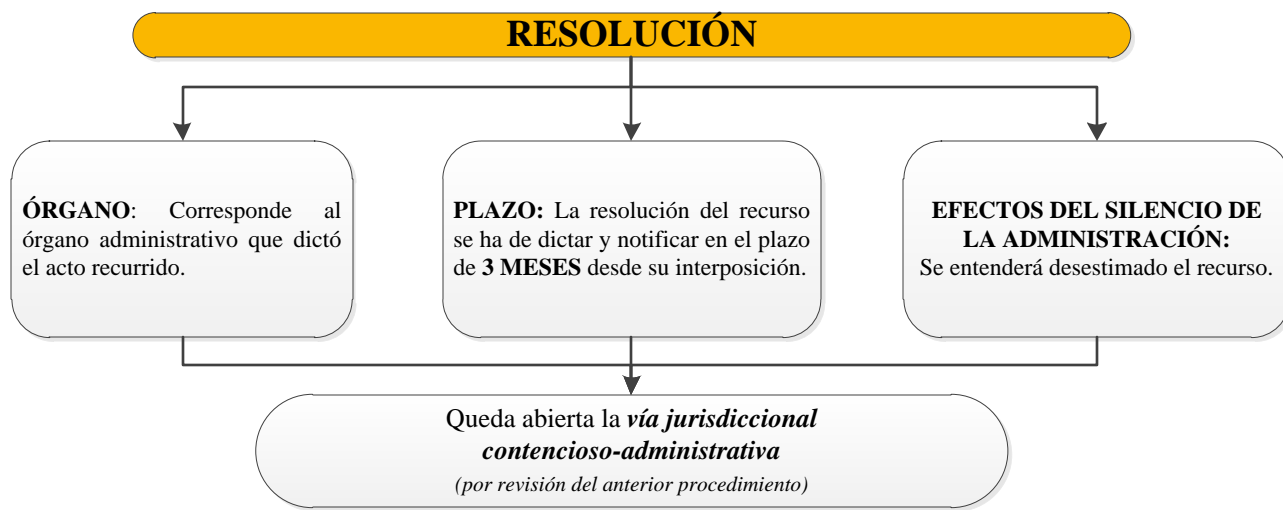 RESOLUCIÓN
ÓRGANO: Corresponde al
órgano administrativo que dictó
el acto recurrido.
PLAZO: La resolución del recurso
se ha de dictar y notificar en el plazo
de 3 MESES desde su interposición.
EFECTOS DEL SILENCIO DE
LA ADMINISTRACIÓN:
Se entenderá desestimado el recurso.
Queda abierta la vía jurisdiccional
contencioso-administrativa
(por revisión del anterior procedimiento)